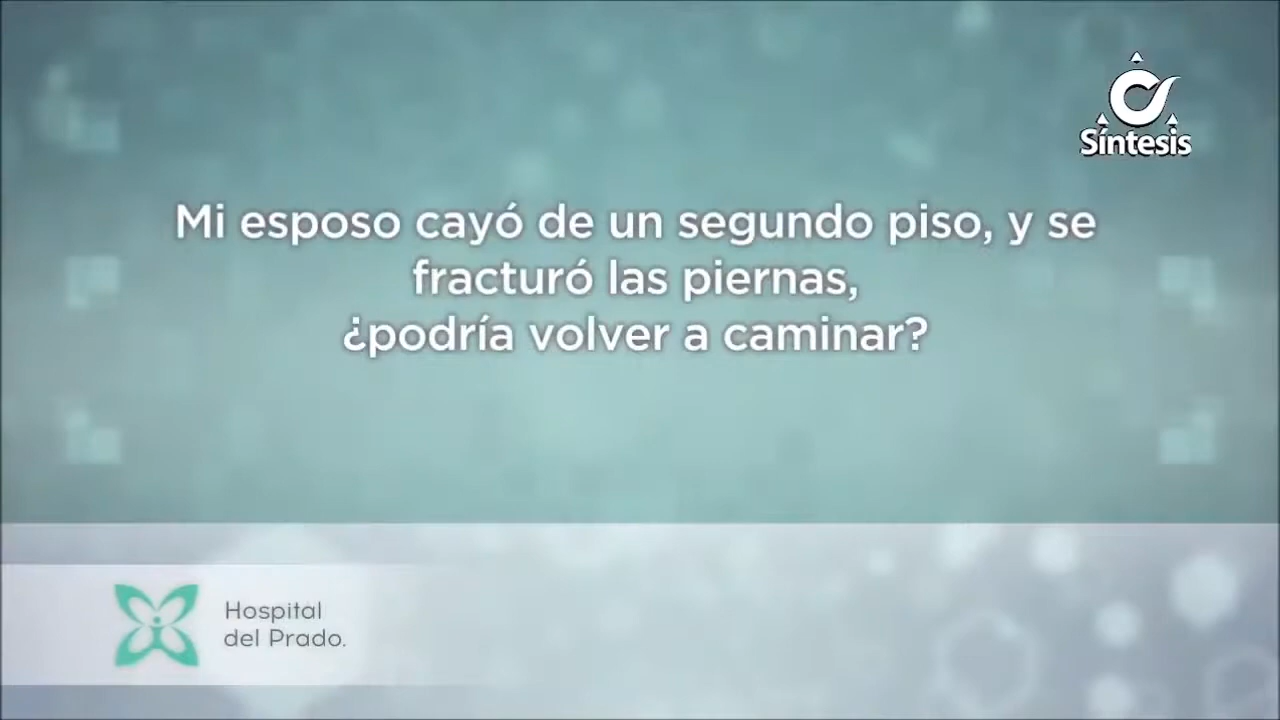 Síntesis
Mi esposo cayó de un segundo piso, y se
fracturó las piernas,
¿podría volver a caminar?
Hospital
del Prado.